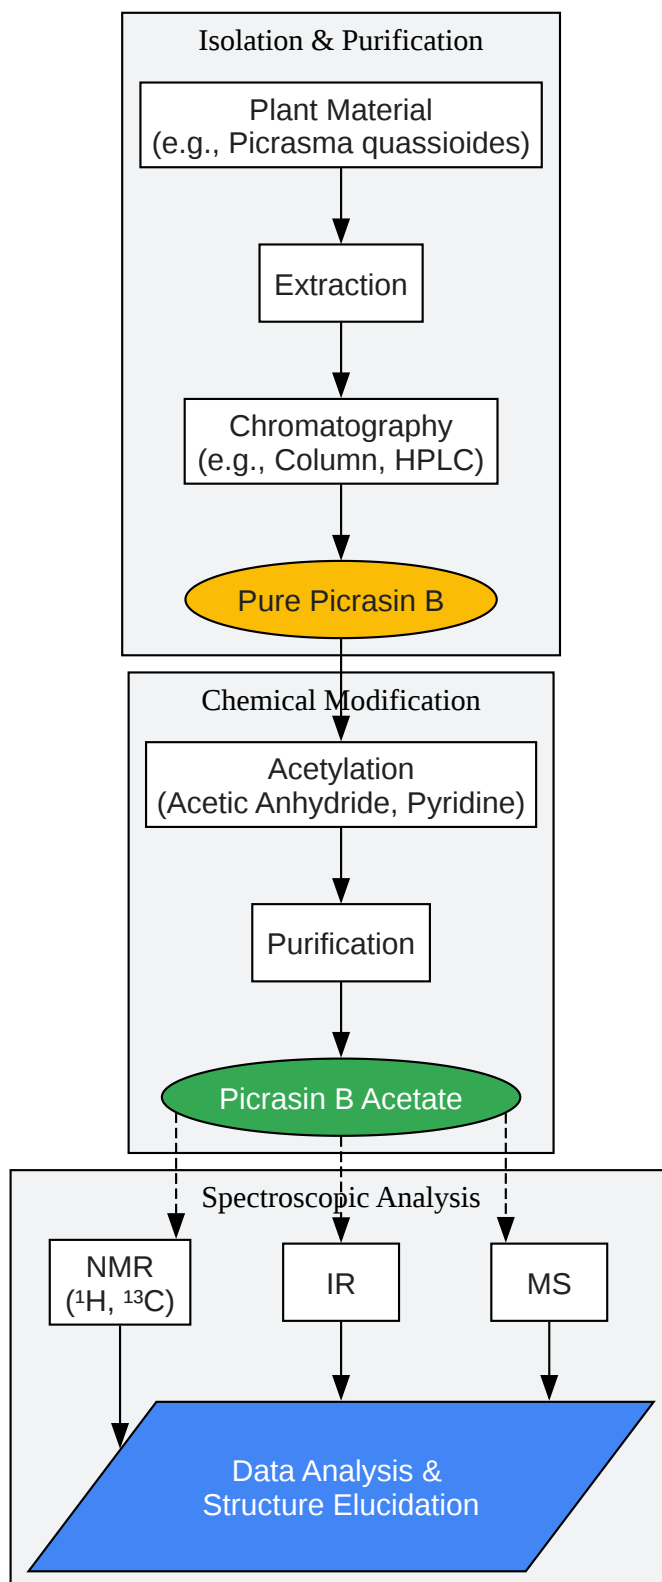 Isolation & Purification
Plant Material
(e.g., Picrasma quassioides)
Extraction
Chromatography
(e.g., Column, HPLC)
Pure Picrasin B
Chemical Modification
Acetylation
(Acetic Anhydride, Pyridine)
Purification
Picrasin B Acetate
Spectroscopic Analysis
NMR
(¹H, ¹³C)
IR
MS
Data Analysis &
Structure Elucidation